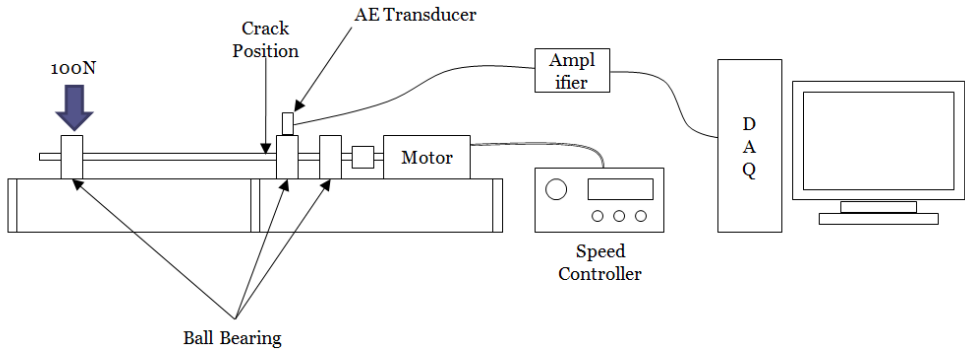 AE Transducer
Crack
Position
100N
Ampl
ifier
D
A
Q
Motor
Speed
Controller
Ball Bearing